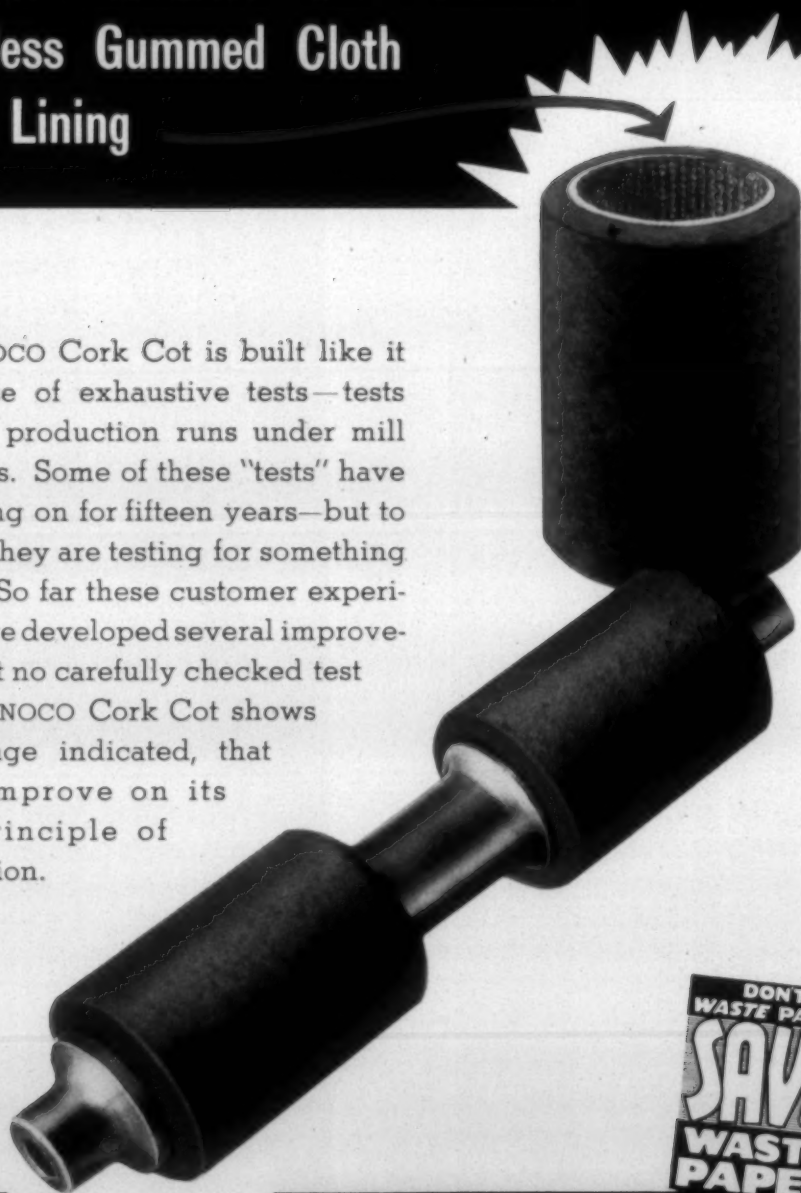 ess Gummed Cloth
Lining
OCO Cork Cot is built like it
e of exhaustive tests—tests
production runs under mill
s. Some of these "tests" have
ng on for fifteen years—but to
hey are testing for something
So far these customer experi-
e developed several improve-
t no carefully checked test
NOCO Cork Cot shows
ge indicated, that
mprove on its
rinciple of
ion.
DON'T
WASTE PA
SAV
WAST
PAPE